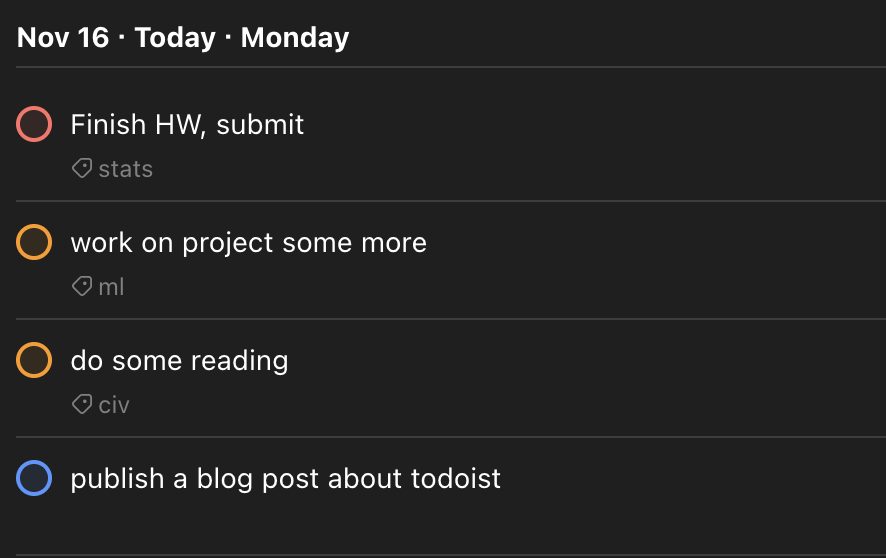 Nov 16 · Today · Monday
Finish HW, submit
stats
work on project some more
ml
do some reading
civ
publish a blog post about todoist